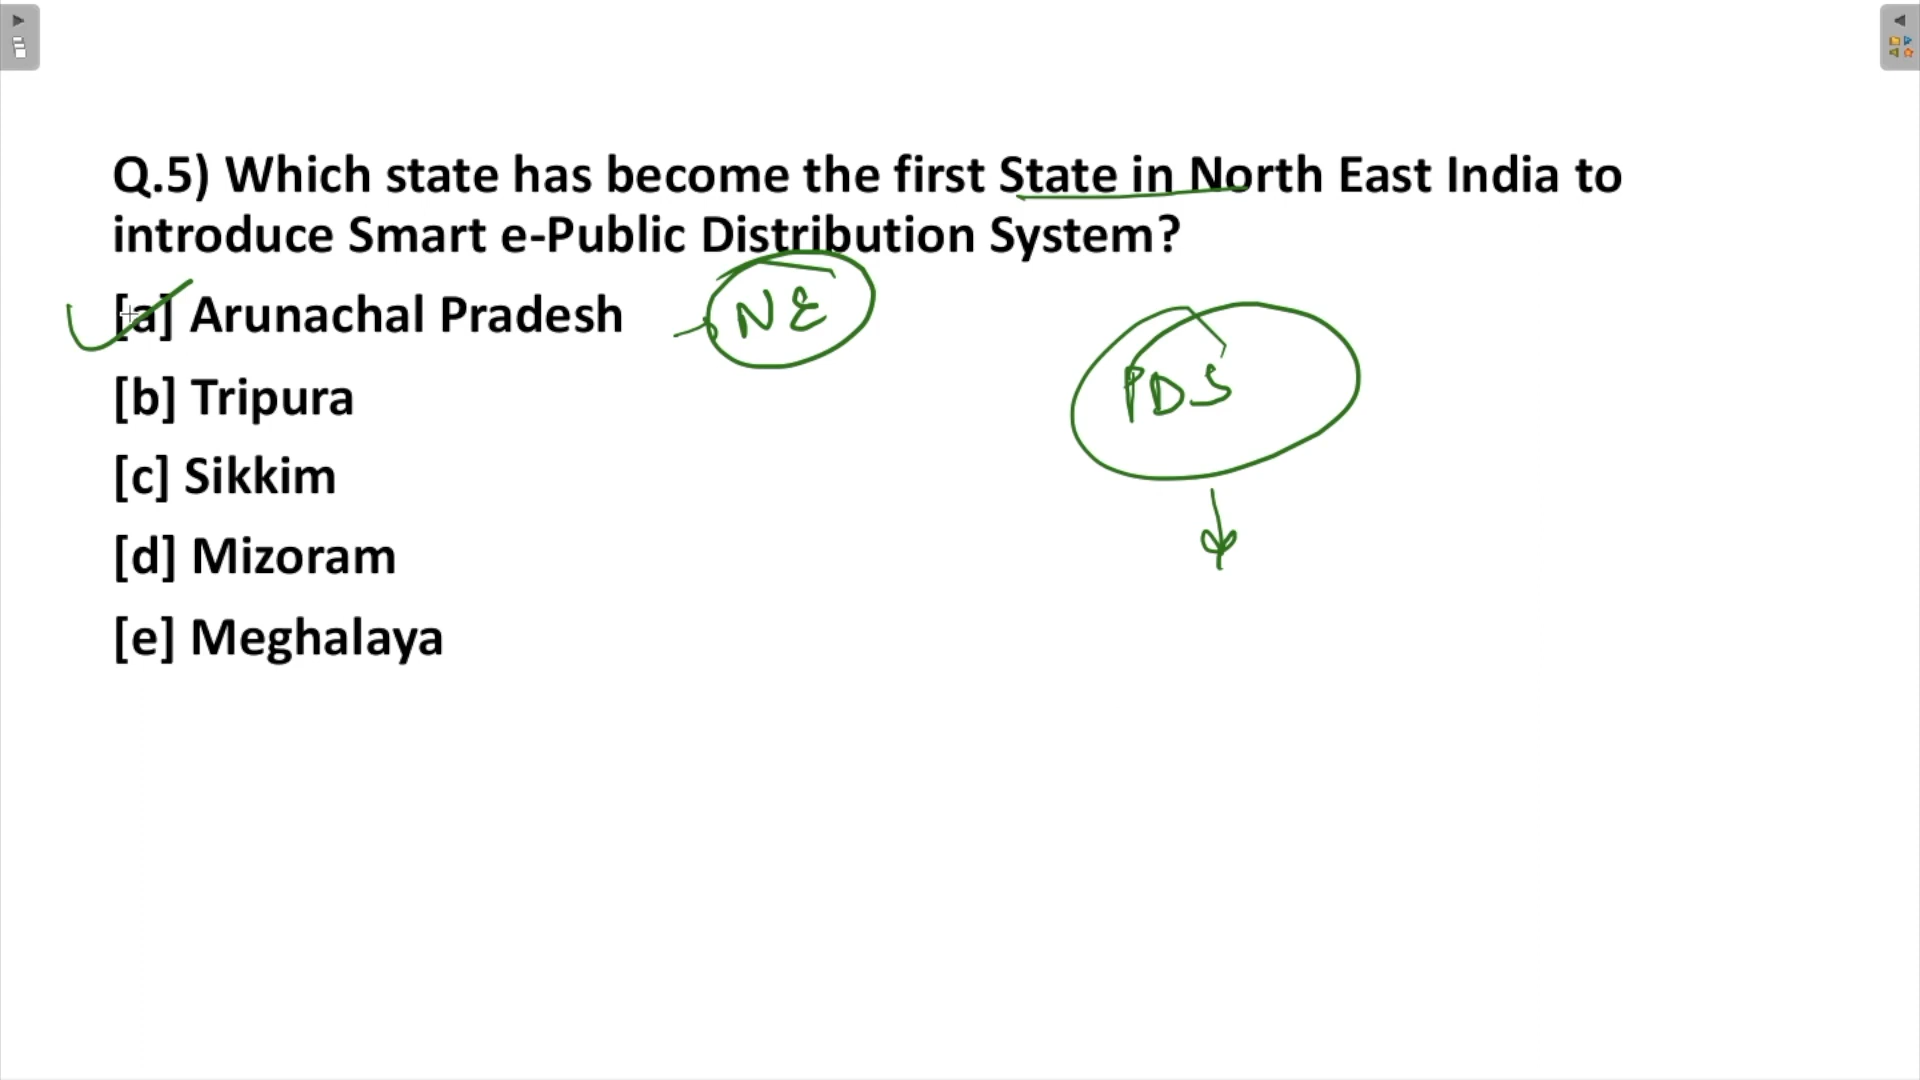 Q.5) Which state has become the first State in North East India to
introduce Smart e-Public Distribution System?
[a] Arunachal Pradesh
NE
[b] Tripura
PDS
[c] Sikkim
[d] Mizoram
[e] Meghalaya